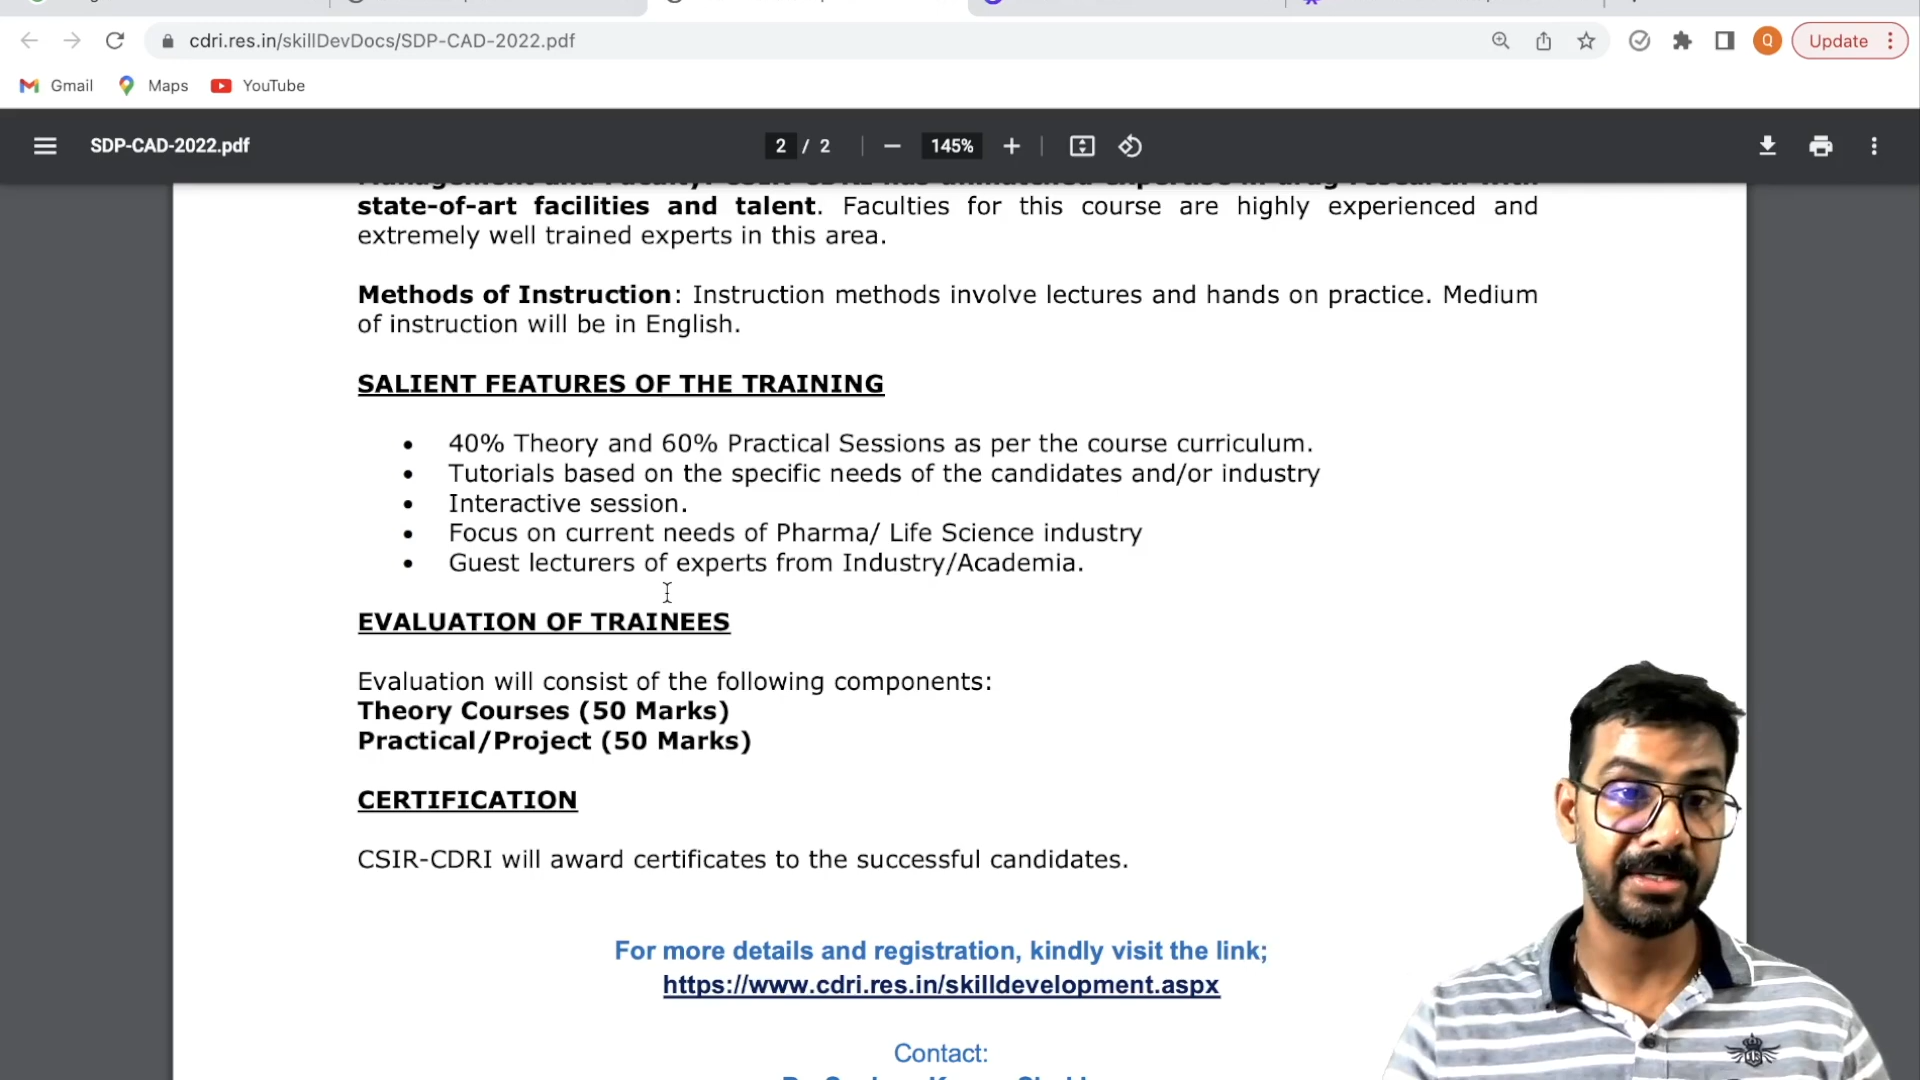 cdri.res.in/skillDevDocs/SDP-CAD-2022.pdf
Q
Update
Gmail
Maps
YouTube
SDP-CAD-2022.pdf
2 / 2
145%
state-of-art facilities and talent. Faculties for this course are highly experienced and
extremely well trained experts in this area.
Methods of Instruction: Instruction methods involve lectures and hands on practice. Medium
of instruction will be in English.
SALIENT FEATURES OF THE TRAINING
• 40% Theory and 60% Practical Sessions as per the course curriculum.
• Tutorials based on the specific needs of the candidates and/or industry
• Interactive session.
• Focus on current needs of Pharma/ Life Science industry
• Guest lecturers of experts from Industry/Academia.
EVALUATION OF TRAINEES
Evaluation will consist of the following components:
Theory Courses (50 Marks)
Practical/Project (50 Marks)
CERTIFICATION
CSIR-CDRI will award certificates to the successful candidates.
For more details and registration, kindly visit the link;
https://www.cdri.res.in/skilldevelopment.aspx
Contact: